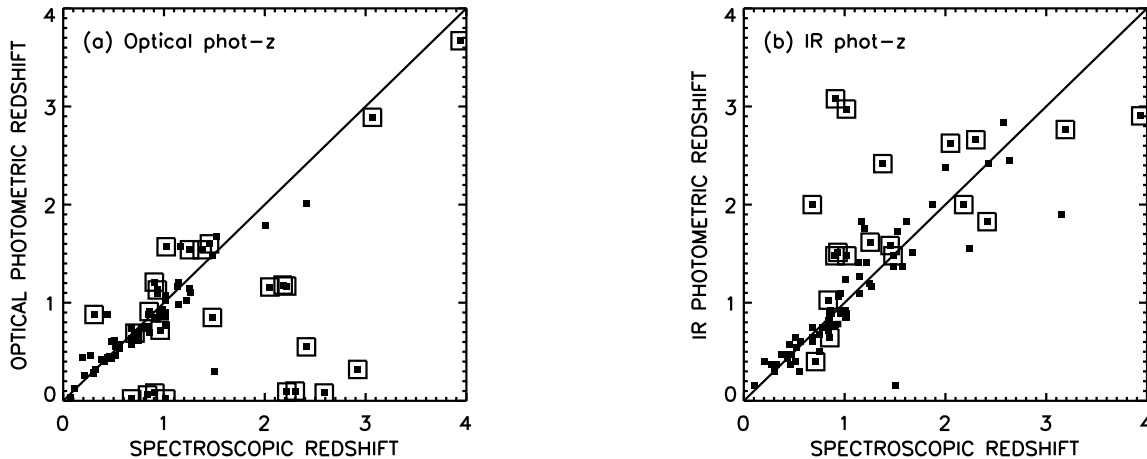 (a) Optical phot-z
OPTICAL PHOTOMETRIC REDSHIFT
4
3
2
1
0
0 1 2 3 4
SPECTROSCOPIC REDSHIFT
(b) IR phot-z
IR PHOTOMETRIC REDSHIFT
4
3
2
1
0
0 1 2 3 4
SPECTROSCOPIC REDSHIFT